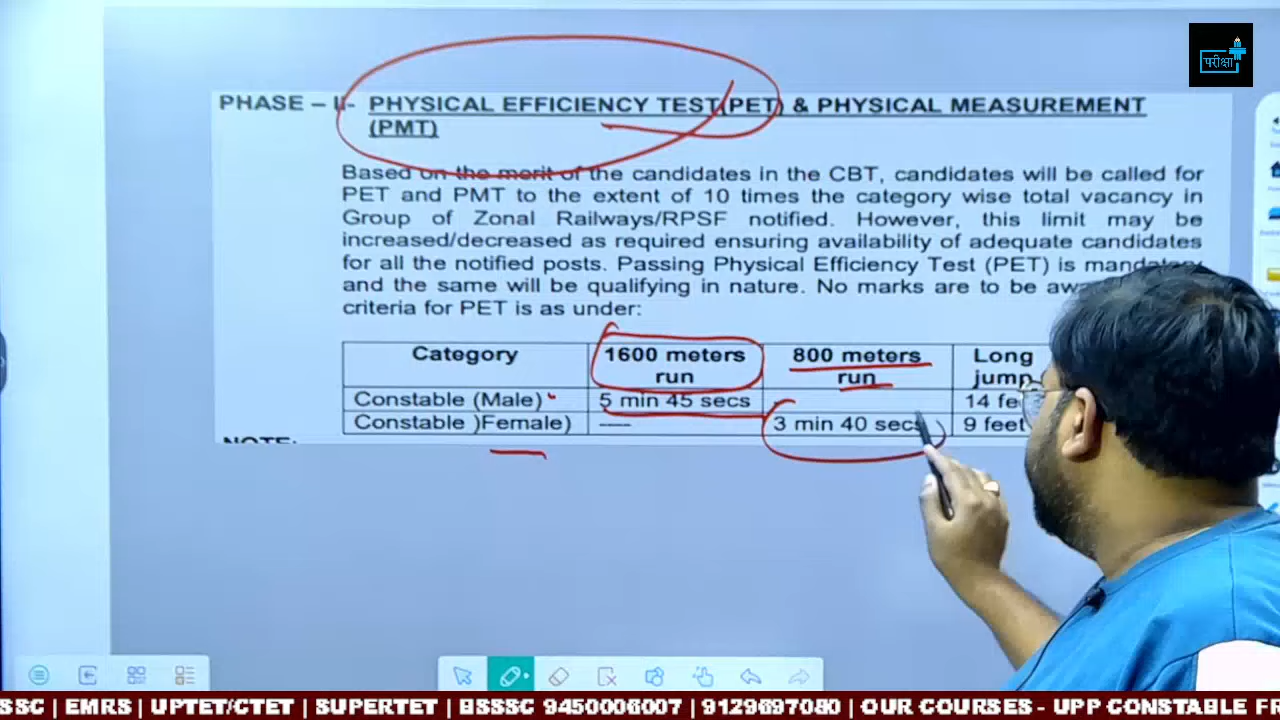 परीक्षा
PHASE – II- PHYSICAL EFFICIENCY TEST(PET) & PHYSICAL MEASUREMENT
(PMT)
Based on the merit of the candidates in the CBT, candidates will be called for
PET and PMT to the extent of 10 times the category wise total vacancy in
Group of Zonal Railways/RPSF notified. However, this limit may be
increased/decreased as required ensuring availability of adequate candidates
for all the notified posts. Passing Physical Efficiency Test (PET) is
and the same will be qualifying in nature. No marks are to be
criteria for PET is as under:
Category 1600 meters run 800 meters run Long jump
Constable (Male) 5 min 45 secs 14
Constable )Female) ---- 3 min 40 secs 9 feet
NOTE:
SSC | EMRS | UPTET/CTET | SUPERTET | BSSSC 9450006007 | 9129697080 | OUR COURSES - UPP CONSTABLE